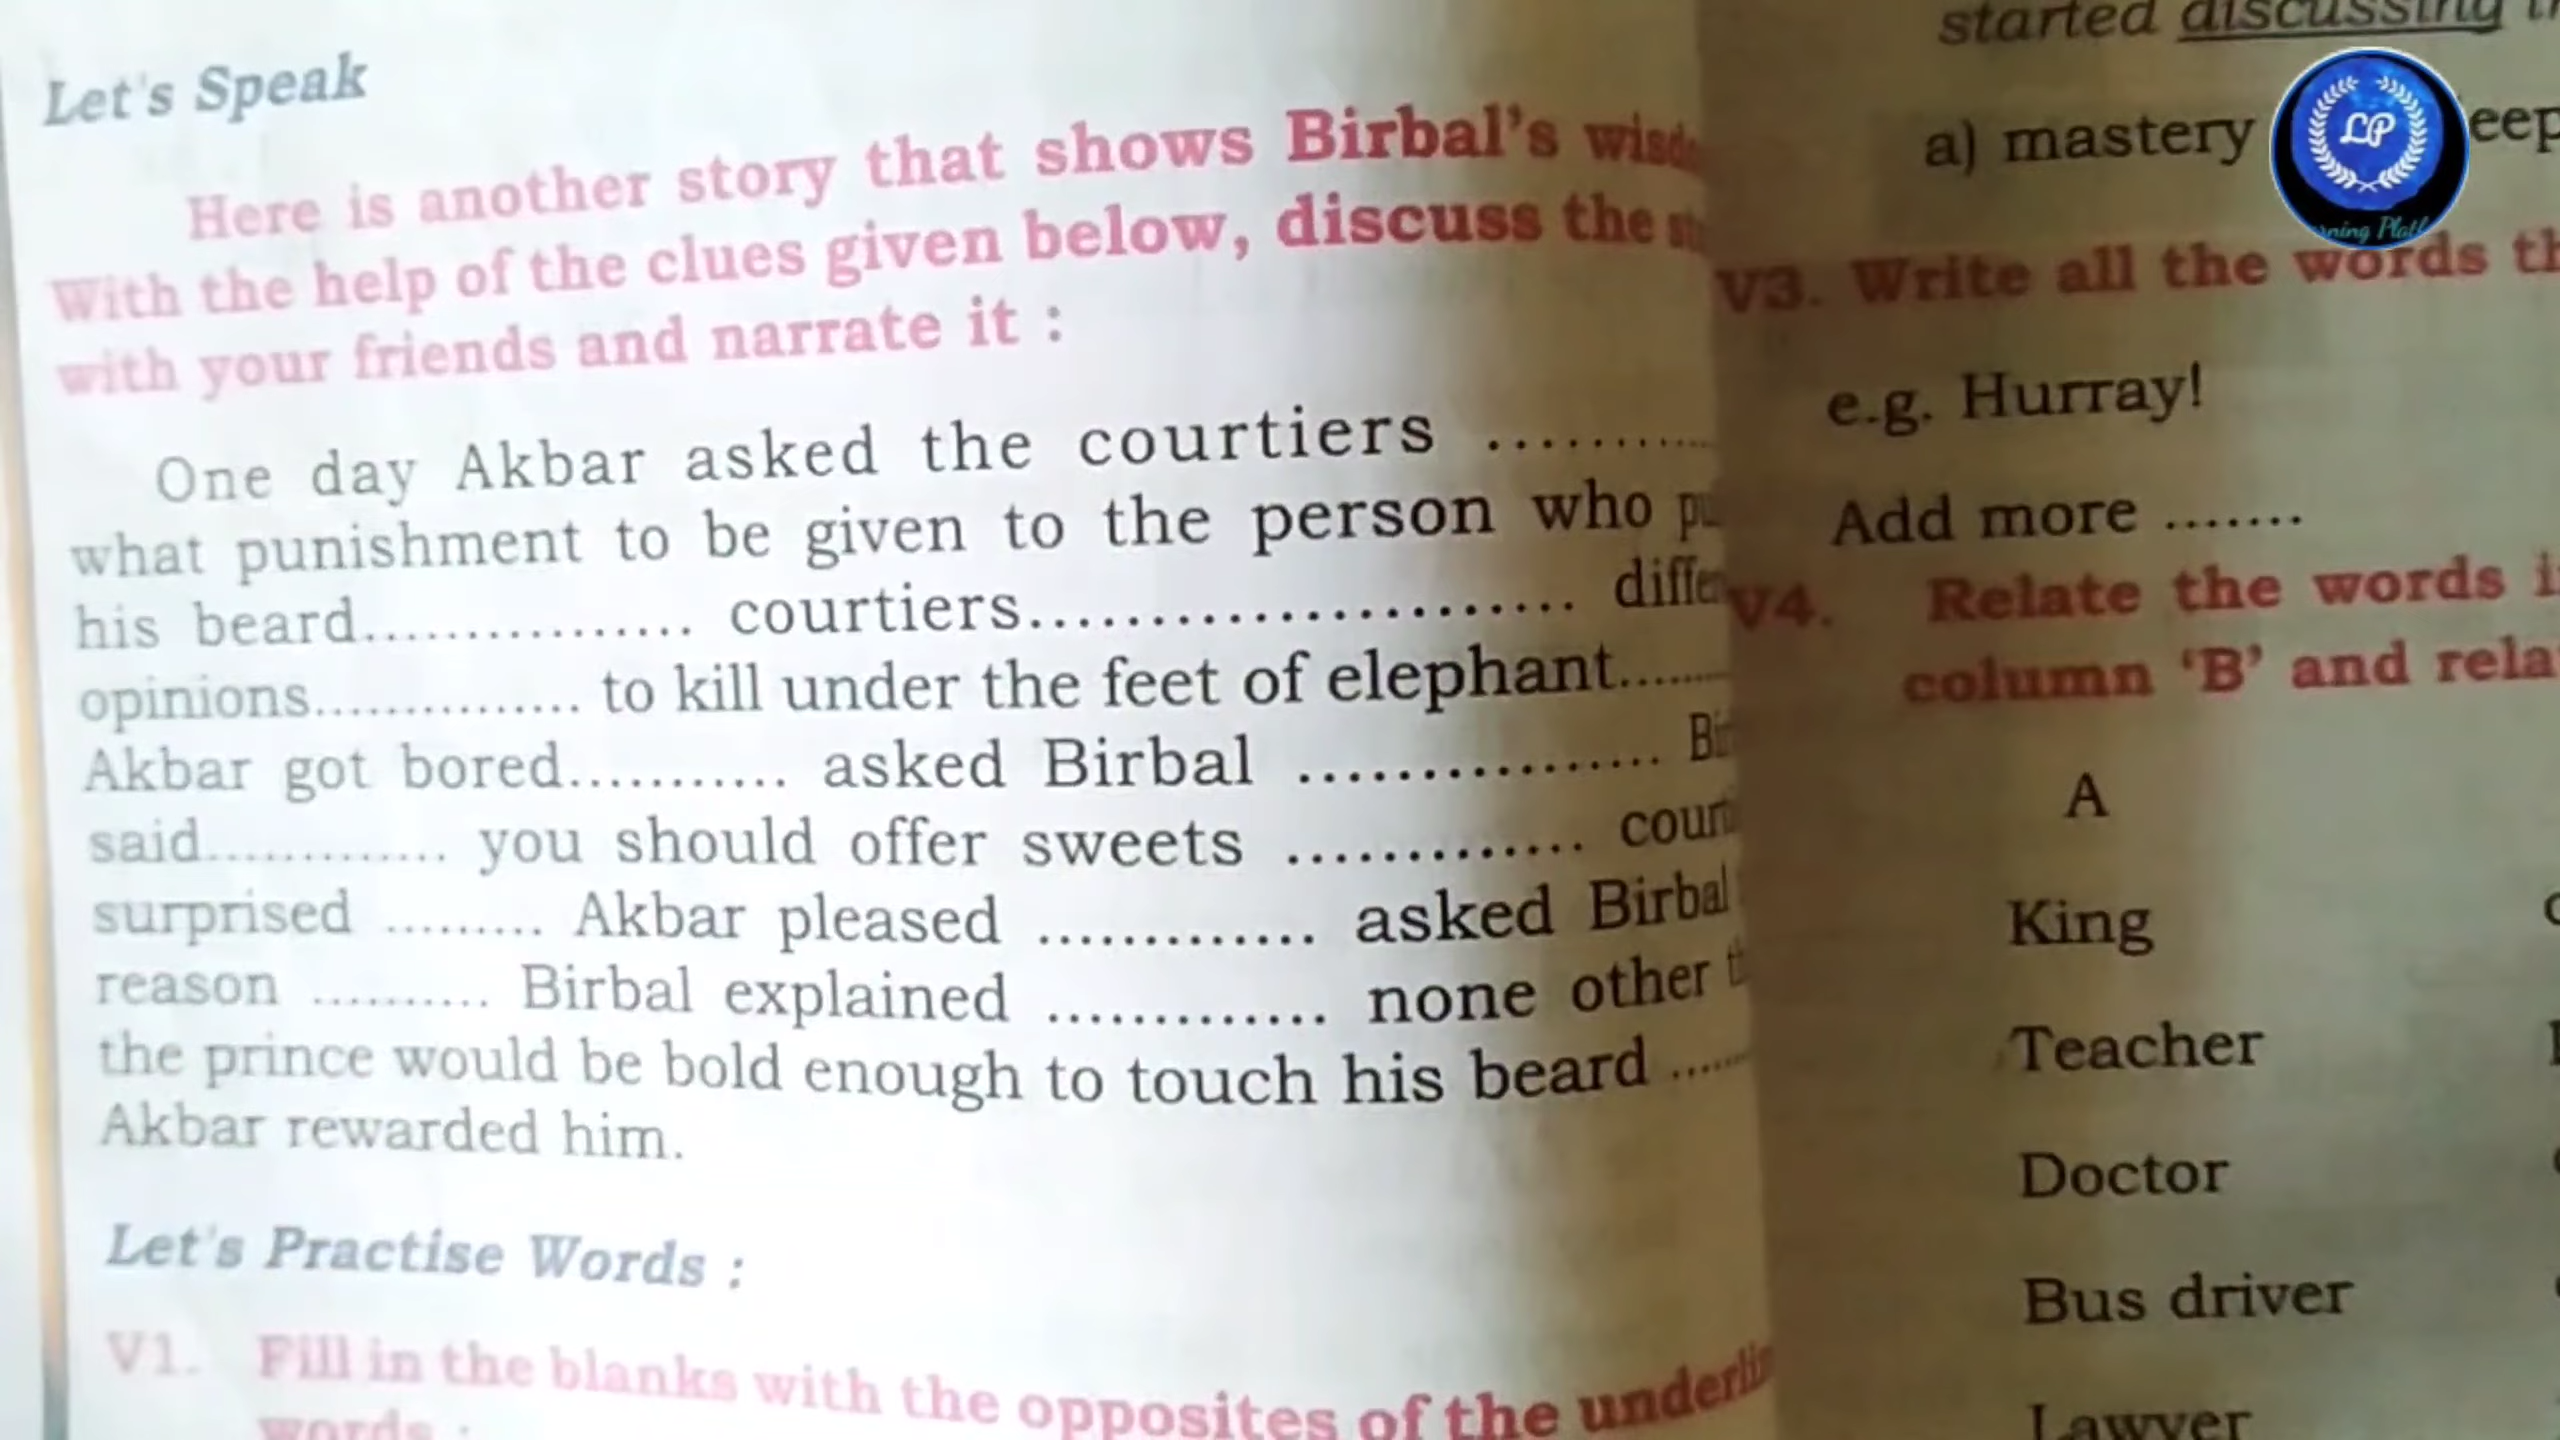 Let's Speak
Here is another story that shows Birbal's
With the help of the clues given below, discuss the
with your friends and narrate it :
One day Akbar asked the courtiers ...........
what punishment to be given to the person who
his beard................ courtiers......................
opinions............... to kill under the feet of elephant........
Akbar got bored........... asked Birbal ................
said............. you should offer sweets .............
surprised ......... Akbar pleased ............. asked Birbal
reason .......... Birbal explained ............. none other
the prince would be bold enough to touch his beard ......
Akbar rewarded him.
Let's Practise Words :
V1. Fill in the blanks with the opposites of the
words :
started discussing
a) mastery
LP
V3. Write all the words
e.g. Hurray!
Add more .......
V4. Relate the words
column 'B' and
A
King
Teacher
Doctor
Bus driver
Lawyer